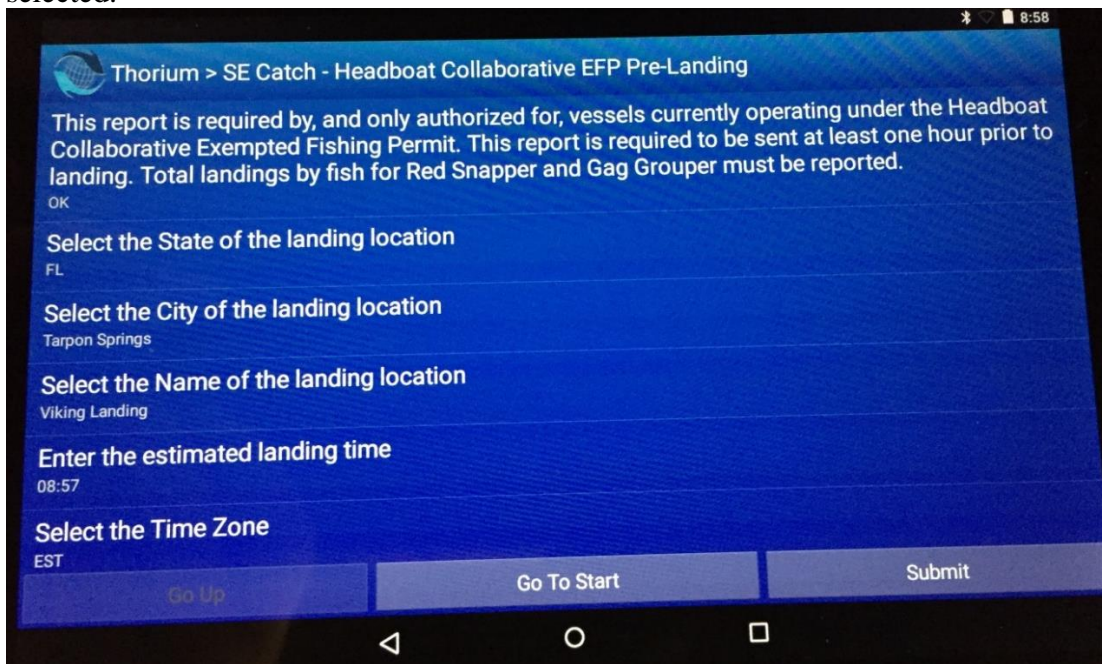 selected.
8:58
Thorium > SE Catch - Headboat Collaborative EFP Pre-Landing
This report is required by, and only authorized for, vessels currently operating under the Headboat
Collaborative Exempted Fishing Permit. This report is required to be sent at least one hour prior to
landing. Total landings by fish for Red Snapper and Gag Grouper must be reported.
OK
Select the State of the landing location
FL
Select the City of the landing location
Tarpon Springs
Select the Name of the landing location
Viking Landing
Enter the estimated landing time
08:57
Select the Time Zone
EST
Go Up
Go To Start
Submit